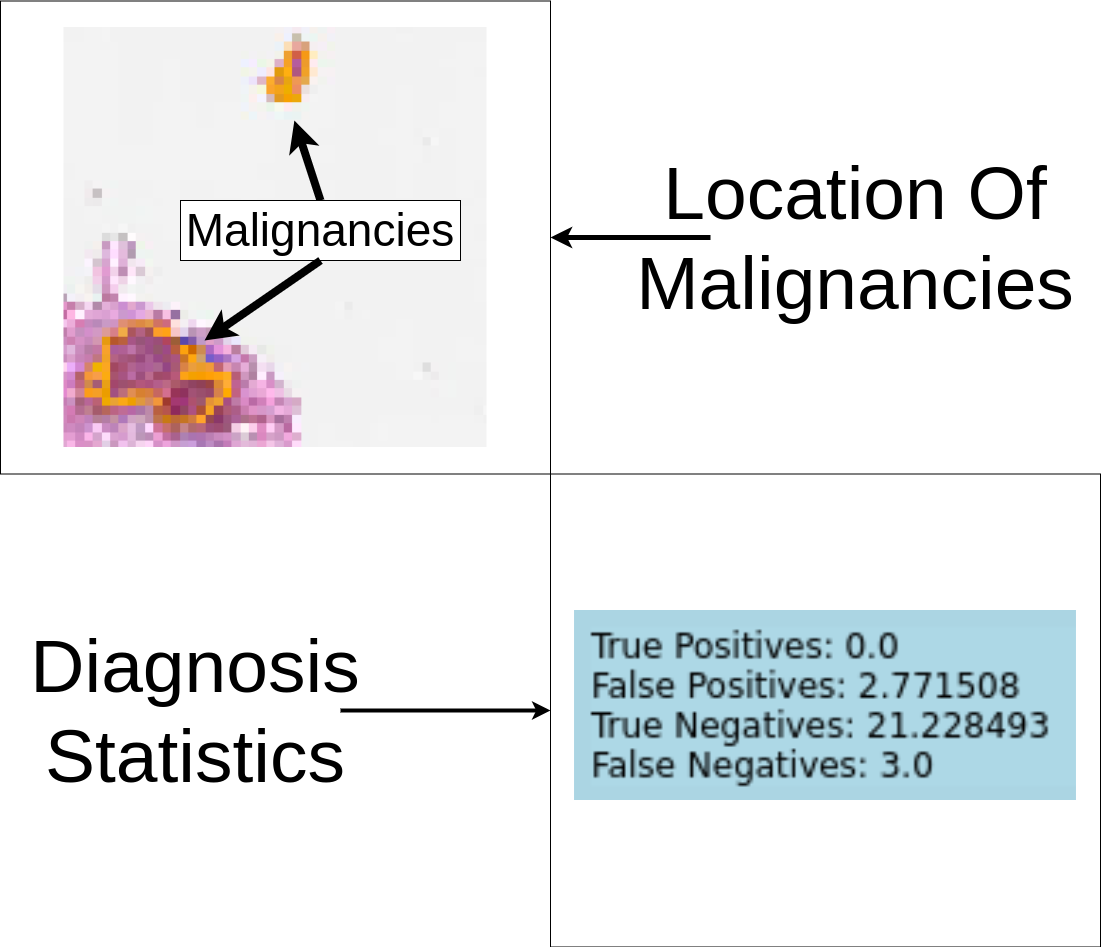 Malignancies
Location Of
Malignancies
Diagnosis
Statistics
True Positives: 0.0
False Positives: 2.771508
True Negatives: 21.228493
False Negatives: 3.0